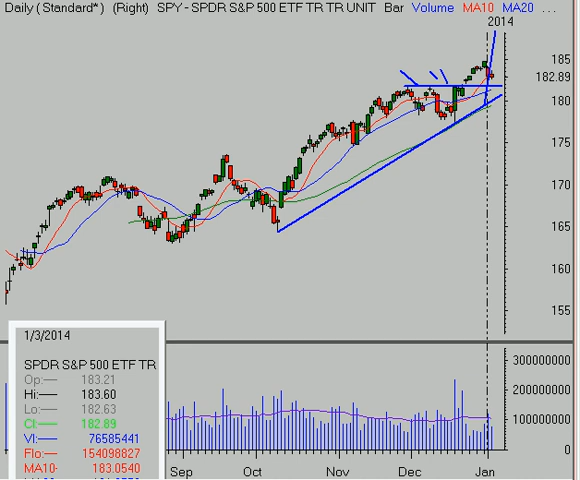 Daily ( Standard* ) (Right) SPY - SPDR S&P 500 ETF TR TR UNIT Bar Volume MA10 MA20 ...
2014
185
182.89
180
175
170
165
160
155
1/3/2014
SPDR S&P 500 ETF TR
Op:— 183.21
Hi:— 183.60
Lo:— 182.63
Cl:— 182.89
Vl:— 76585441
Flo:— 154098827
MA10- 183.0540
300000000
200000000
100000000
0
Sep Oct Nov Dec Jan